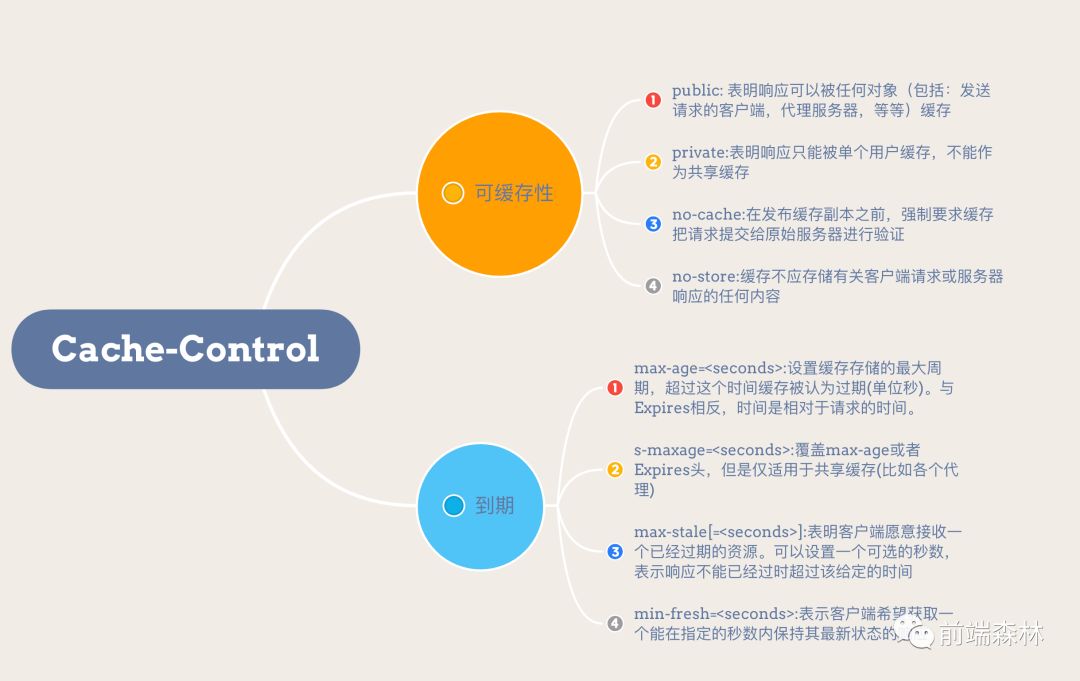 Cache-Control
可缓存性
1
public: 表明响应可以被任何对象（包括：发送
请求的客户端，代理服务器，等等）缓存
2
private:表明响应只能被单个用户缓存，不能作
为共享缓存
3
no-cache:在发布缓存副本之前，强制要求缓存
把请求提交给原始服务器进行验证
4
no-store:缓存不应存储有关客户端请求或服务器
响应的任何内容
到期
1
max-age=<seconds>:设置缓存存储的最大周
期，超过这个时间缓存被认为过期(单位秒)。与
Expires相反，时间是相对于请求的时间。
2
s-maxage=<seconds>:覆盖max-age或者
Expires头，但是仅适用于共享缓存(比如各个代
理)
3
max-stale[=<seconds>]:表明客户端愿意接收一
个已经过期的资源。可以设置一个可选的秒数，
表示响应不能已经过时超过该给定的时间
4
min-fresh=<seconds>:表示客户端希望获取一
个能在指定的秒数内保持其最新状态的
前端森林